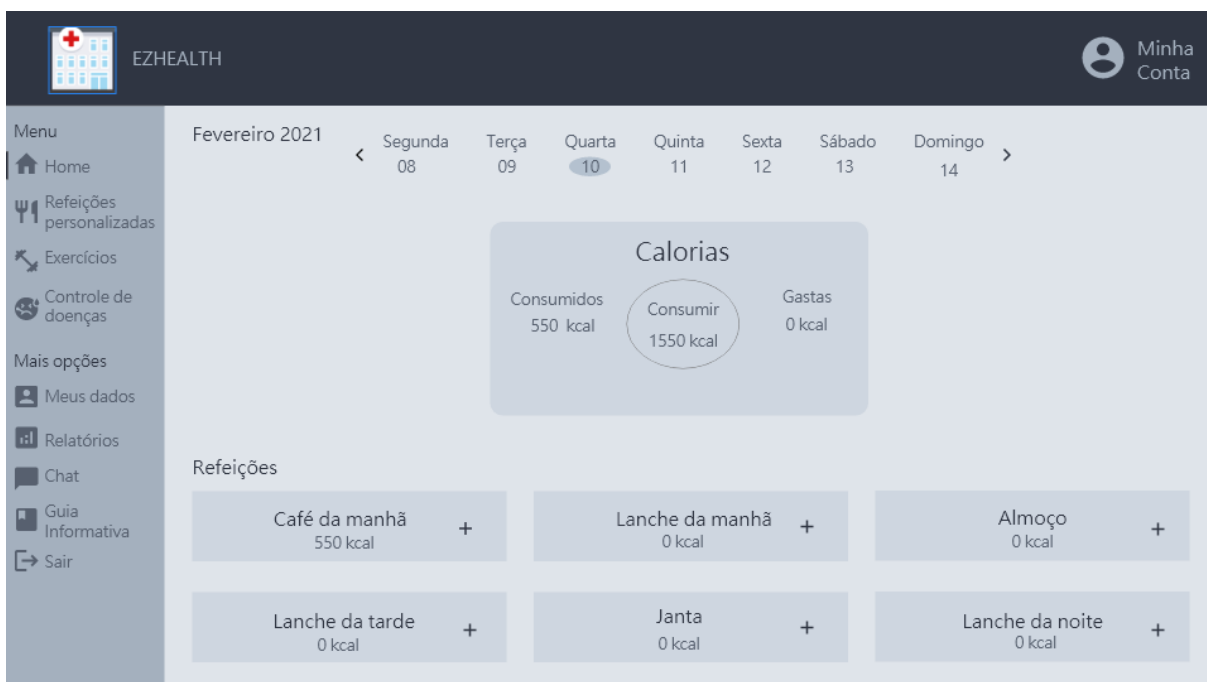 EZHEALTH
Minha
Conta
Menu
Home
Refeições
personalizadas
Exercícios
Controle de
doenças
Mais opções
Meus dados
Relatórios
Chat
Guia
Informativa
Sair
Fevereiro 2021
< Segunda Terça Quarta Quinta Sexta Sábado Domingo >
08 09 10 11 12 13 14
Calorias
Consumidos
550 kcal
Consumir
1550 kcal
Gastas
0 kcal
Refeições
Café da manhã +
550 kcal
Lanche da manhã +
0 kcal
Almoço +
0 kcal
Lanche da tarde +
0 kcal
Janta +
0 kcal
Lanche da noite +
0 kcal